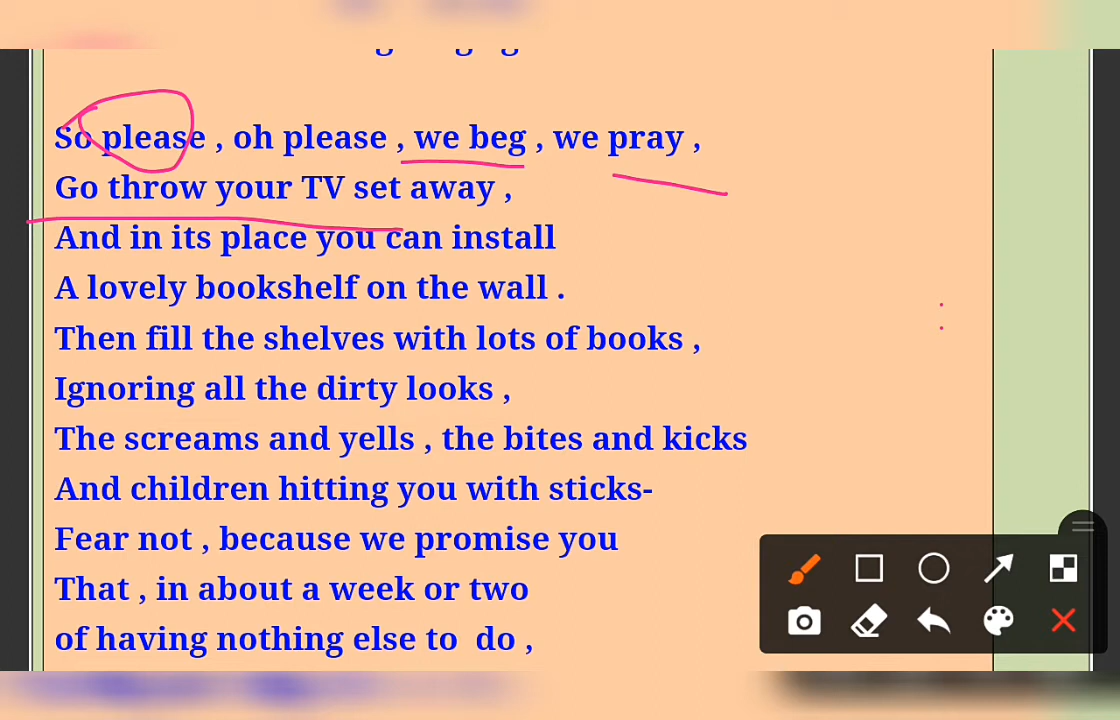 So please , oh please , we beg , we pray ,
Go throw your TV set away ,
And in its place you can install
A lovely bookshelf on the wall .
Then fill the shelves with lots of books ,
Ignoring all the dirty looks ,
The screams and yells , the bites and kicks
And children hitting you with sticks-
Fear not , because we promise you
That , in about a week or two
of having nothing else to do ,